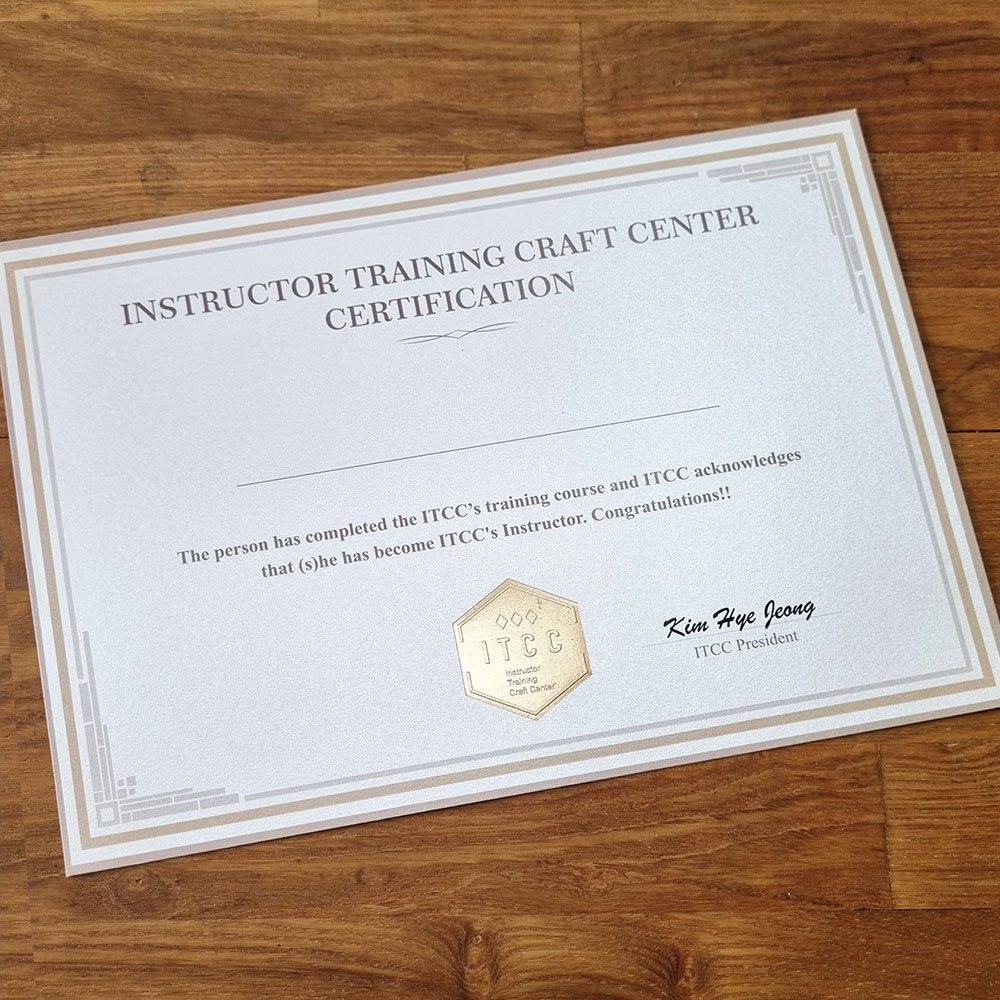 INSTRUCTOR TRAINING CRAFT CENTER
CERTIFICATION
The person has completed the ITCC’s training course and ITCC acknowledges
that (s)he has become ITCC's Instructor. Congratulations!!
ITCC
Instructor
Training
Craft Center
Kim Hye Jeong
ITCC President